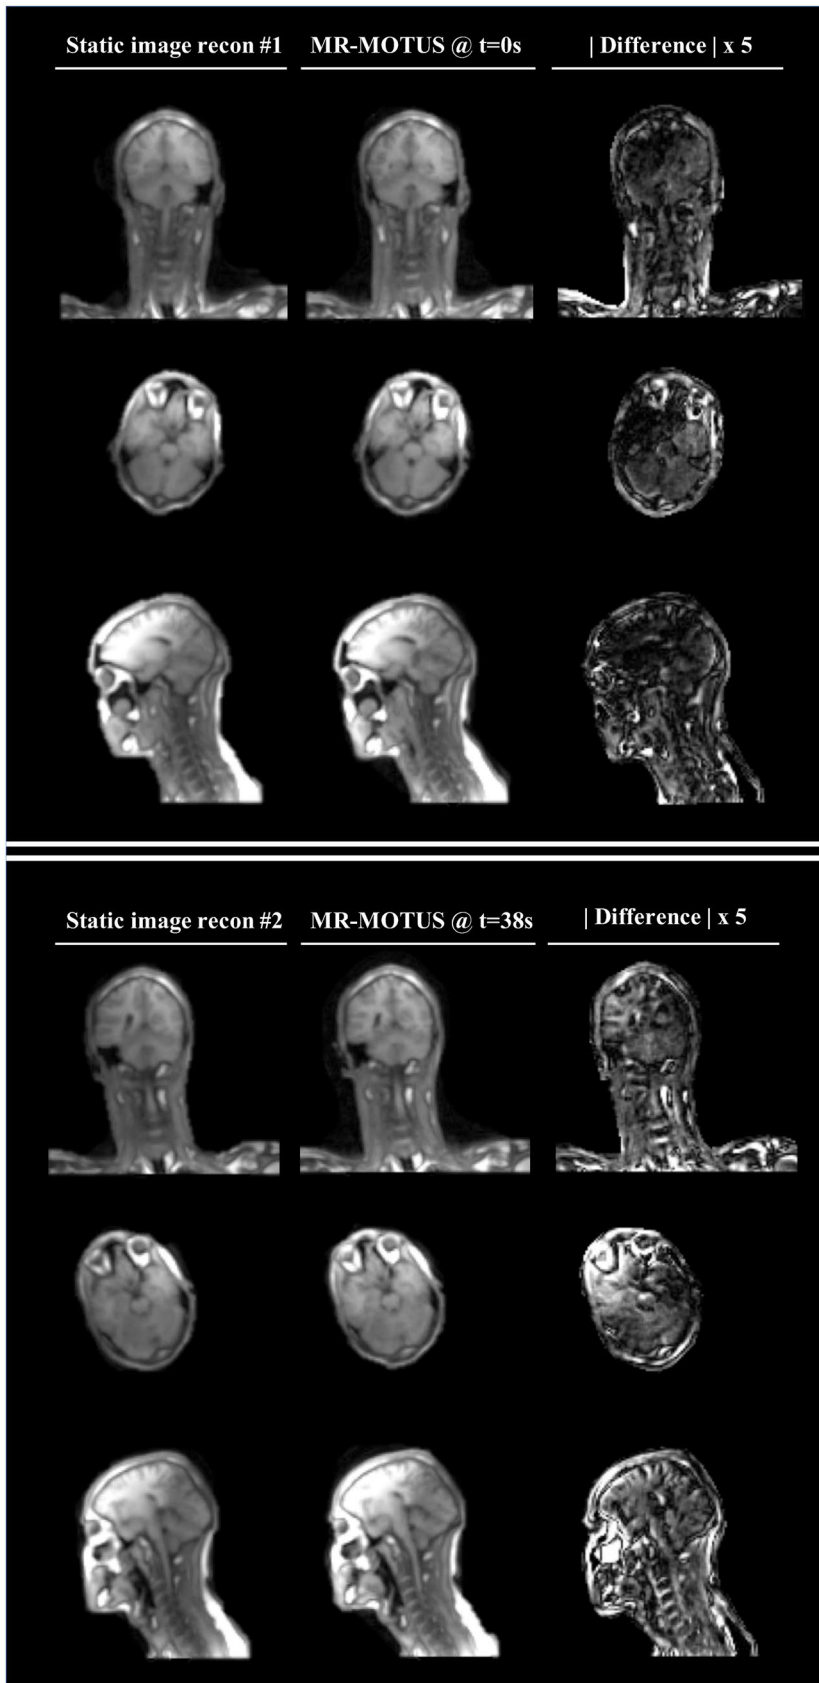 Static image recon #1
MR-MOTUS @ t=0s
| Difference | x 5
Static image recon #2
MR-MOTUS @ t=38s
| Difference | x 5